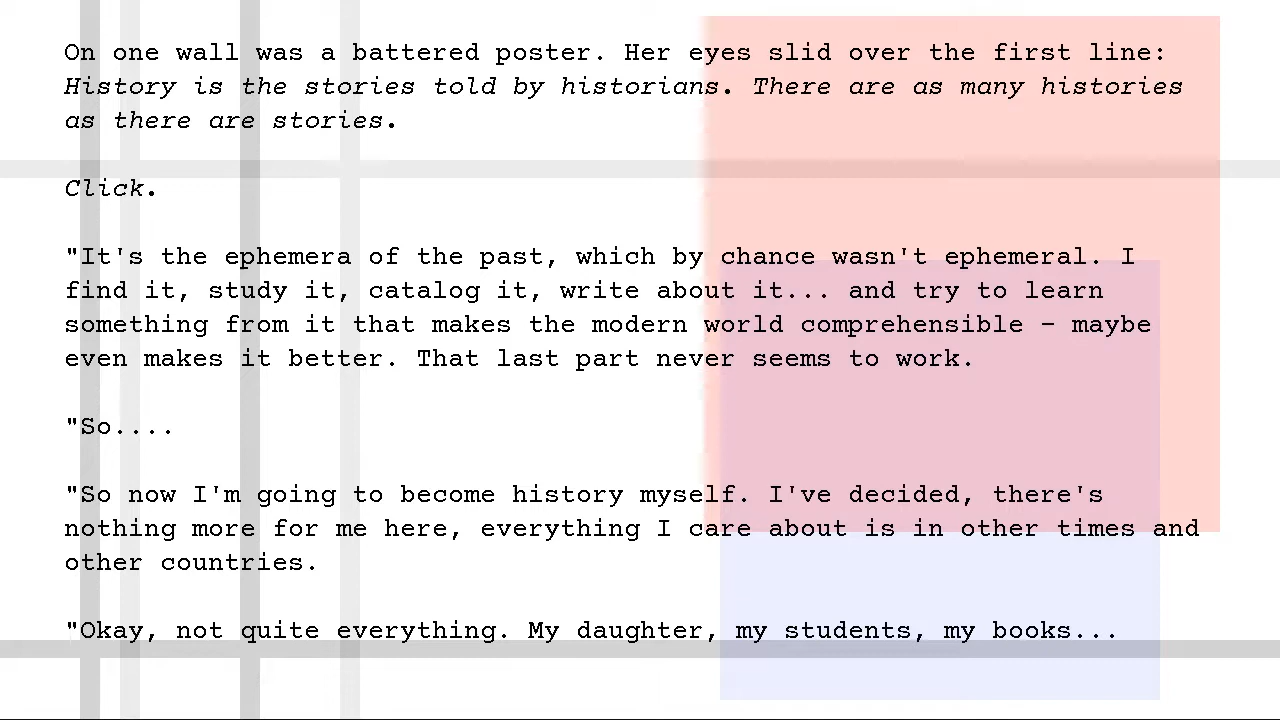 On one wall was a battered poster. Her eyes slid over the first line:
History is the stories told by historians. There are as many histories
as there are stories.
Click.
"It's the ephemera of the past, which by chance wasn't ephemeral. I
find it, study it, catalog it, write about it... and try to learn
something from it that makes the modern world comprehensible – maybe
even makes it better. That last part never seems to work.
"So....
"So now I'm going to become history myself. I've decided, there's
nothing more for me here, everything I care about is in other times and
other countries.
"Okay, not quite everything. My daughter, my students, my books...